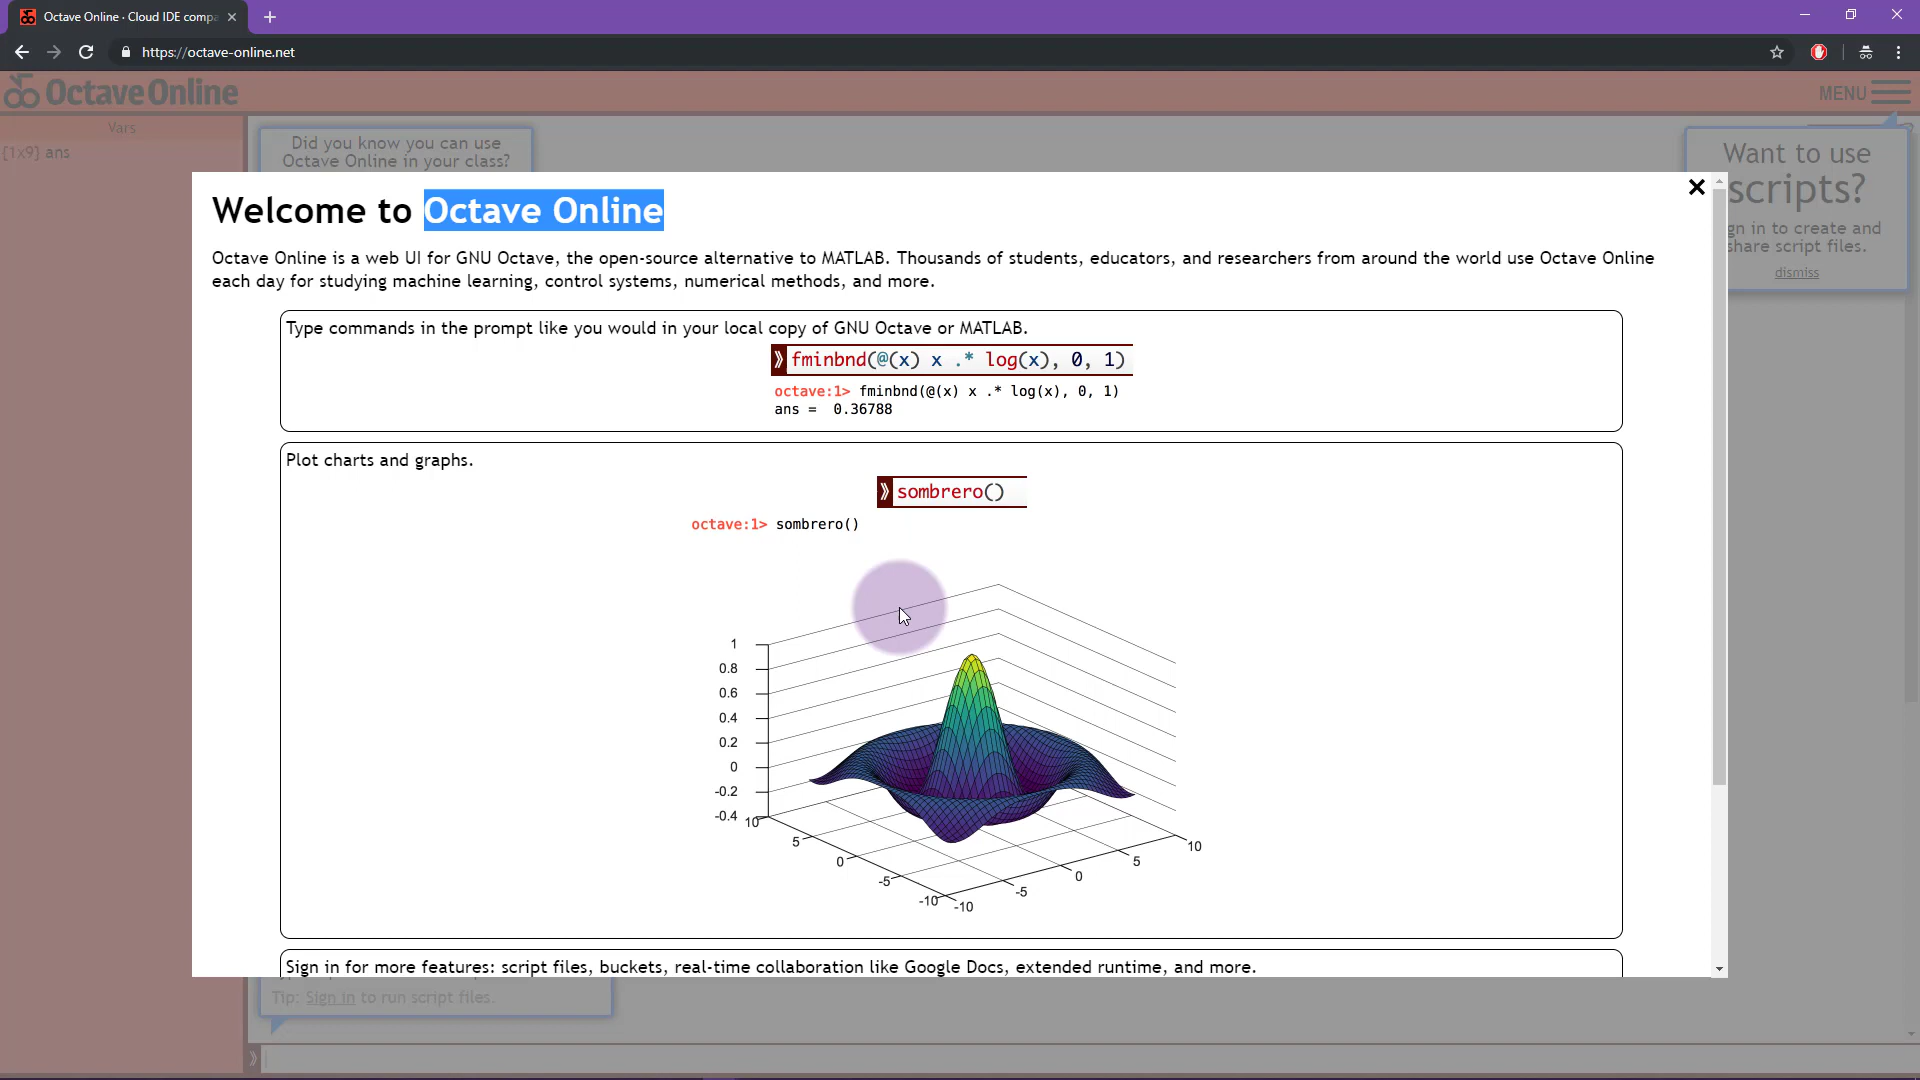 Octave Online · Cloud IDE compa
https://octave-online.net
Octave Online
MENU
Vars
{1x9} ans
Did you know you can use
Octave Online in your class?
Want to use
scripts?
gn in to create and
share script files.
dismiss
Welcome to Octave Online
Octave Online is a web UI for GNU Octave, the open-source alternative to MATLAB. Thousands of students, educators, and researchers from around the world use Octave Online
each day for studying machine learning, control systems, numerical methods, and more.
Type commands in the prompt like you would in your local copy of GNU Octave or MATLAB.
» fminbnd(@(x) x .* log(x), 0, 1)
octave:1> fminbnd(@(x) x .* log(x), 0, 1)
ans = 0.36788
Plot charts and graphs.
» sombrero()
octave:1> sombrero()
1
0.8
0.6
0.4
0.2
0
-0.2
-0.4
10
5
0
-5
-10
-10
-5
0
5
10
Sign in for more features: script files, buckets, real-time collaboration like Google Docs, extended runtime, and more.
Tip: Sign in to run script files.
»